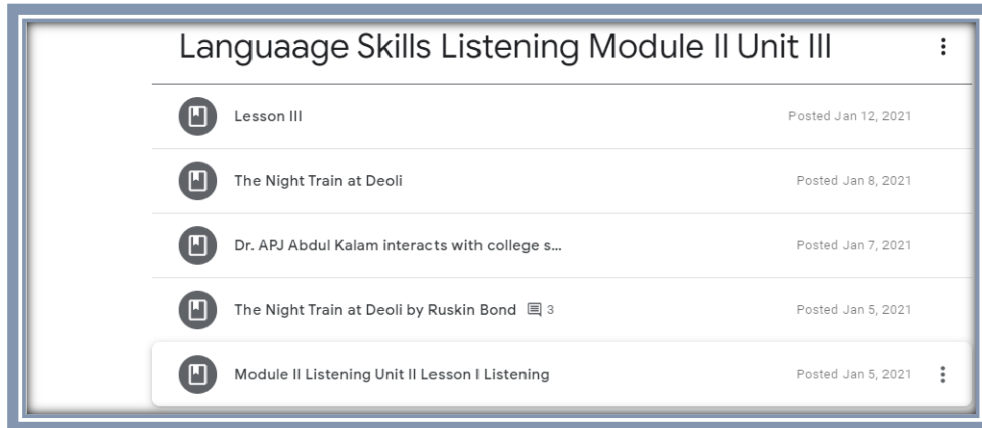 Languaage Skills Listening Module II Unit III
Lesson III Posted Jan 12, 2021
The Night Train at Deoli Posted Jan 8, 2021
Dr. APJ Abdul Kalam interacts with college s... Posted Jan 7, 2021
The Night Train at Deoli by Ruskin Bond 3 Posted Jan 5, 2021
Module II Listening Unit II Lesson I Listening Posted Jan 5, 2021